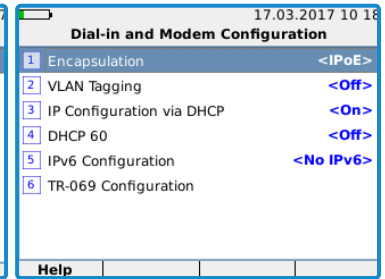 17.03.2017 10 18
Dial-in and Modem Configuration
1 Encapsulation <IPoE>
2 VLAN Tagging <Off>
3 IP Configuration via DHCP <On>
4 DHCP 60 <Off>
5 IPv6 Configuration <No IPv6>
6 TR-069 Configuration
Help